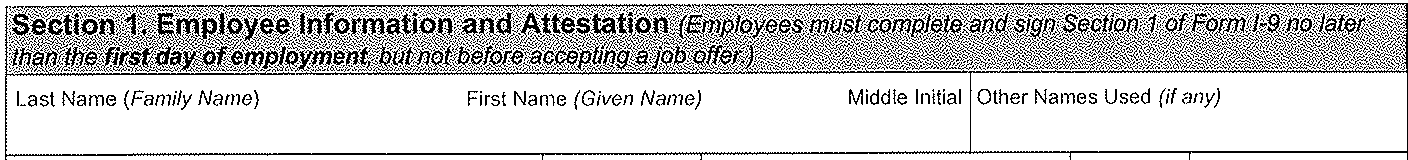 Section 1. Employee Information and Attestation (Employees must complete and sign Section 1 of Form I-9 no later
than the first day of employment, but not before accepting a job offer.)
Last Name (Family Name) First Name (Given Name) Middle Initial Other Names Used (if any)